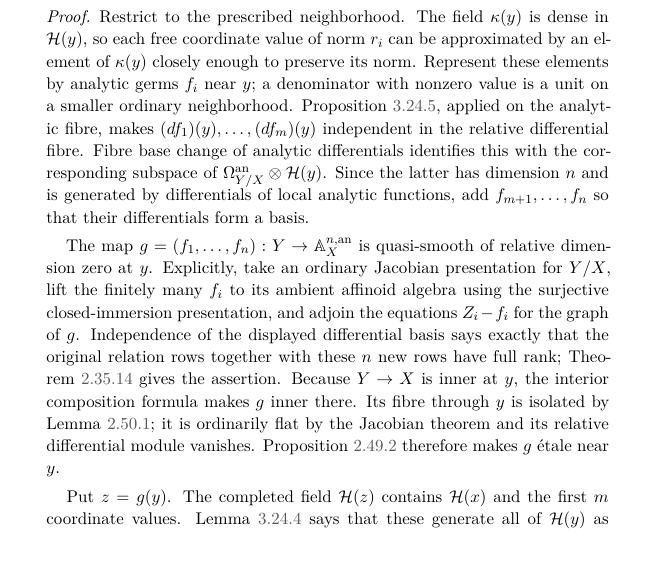 Proof. Restrict to the prescribed neighborhood. The field κ(y) is dense in
ℋ(y), so each free coordinate value of norm rᵢ can be approximated by an el-
ement of κ(y) closely enough to preserve its norm. Represent these elements
by analytic germs fᵢ near y; a denominator with nonzero value is a unit on
a smaller ordinary neighborhood. Proposition 3.24.5, applied on the analyt-
ic fibre, makes (df₁)(y), . . . , (dfₘ)(y) independent in the relative differential
fibre. Fibre base change of analytic differentials identifies this with the cor-
responding subspace of Ω^{an}_{Y/X} ⊗ ℋ(y). Since the latter has dimension n and
is generated by differentials of local analytic functions, add fₘ₊₁, . . . , fₙ so
that their differentials form a basis.
The map g = (f₁, . . . , fₙ) : Y → 𝔸^{n,an}_X is quasi-smooth of relative dimen-
sion zero at y. Explicitly, take an ordinary Jacobian presentation for Y/X,
lift the finitely many fᵢ to its ambient affinoid algebra using the surjective
closed-immersion presentation, and adjoin the equations Zᵢ − fᵢ for the graph
of g. Independence of the displayed differential basis says exactly that the
original relation rows together with these n new rows have full rank; Theo-
rem 2.35.14 gives the assertion. Because Y → X is inner at y, the interior
composition formula makes g inner there. Its fibre through y is isolated by
Lemma 2.50.1; it is ordinarily flat by the Jacobian theorem and its relative
differential module vanishes. Proposition 2.49.2 therefore makes g étale near
y.
Put z = g(y). The completed field ℋ(z) contains ℋ(x) and the first m
coordinate values. Lemma 3.24.4 says that these generate all of ℋ(y) as